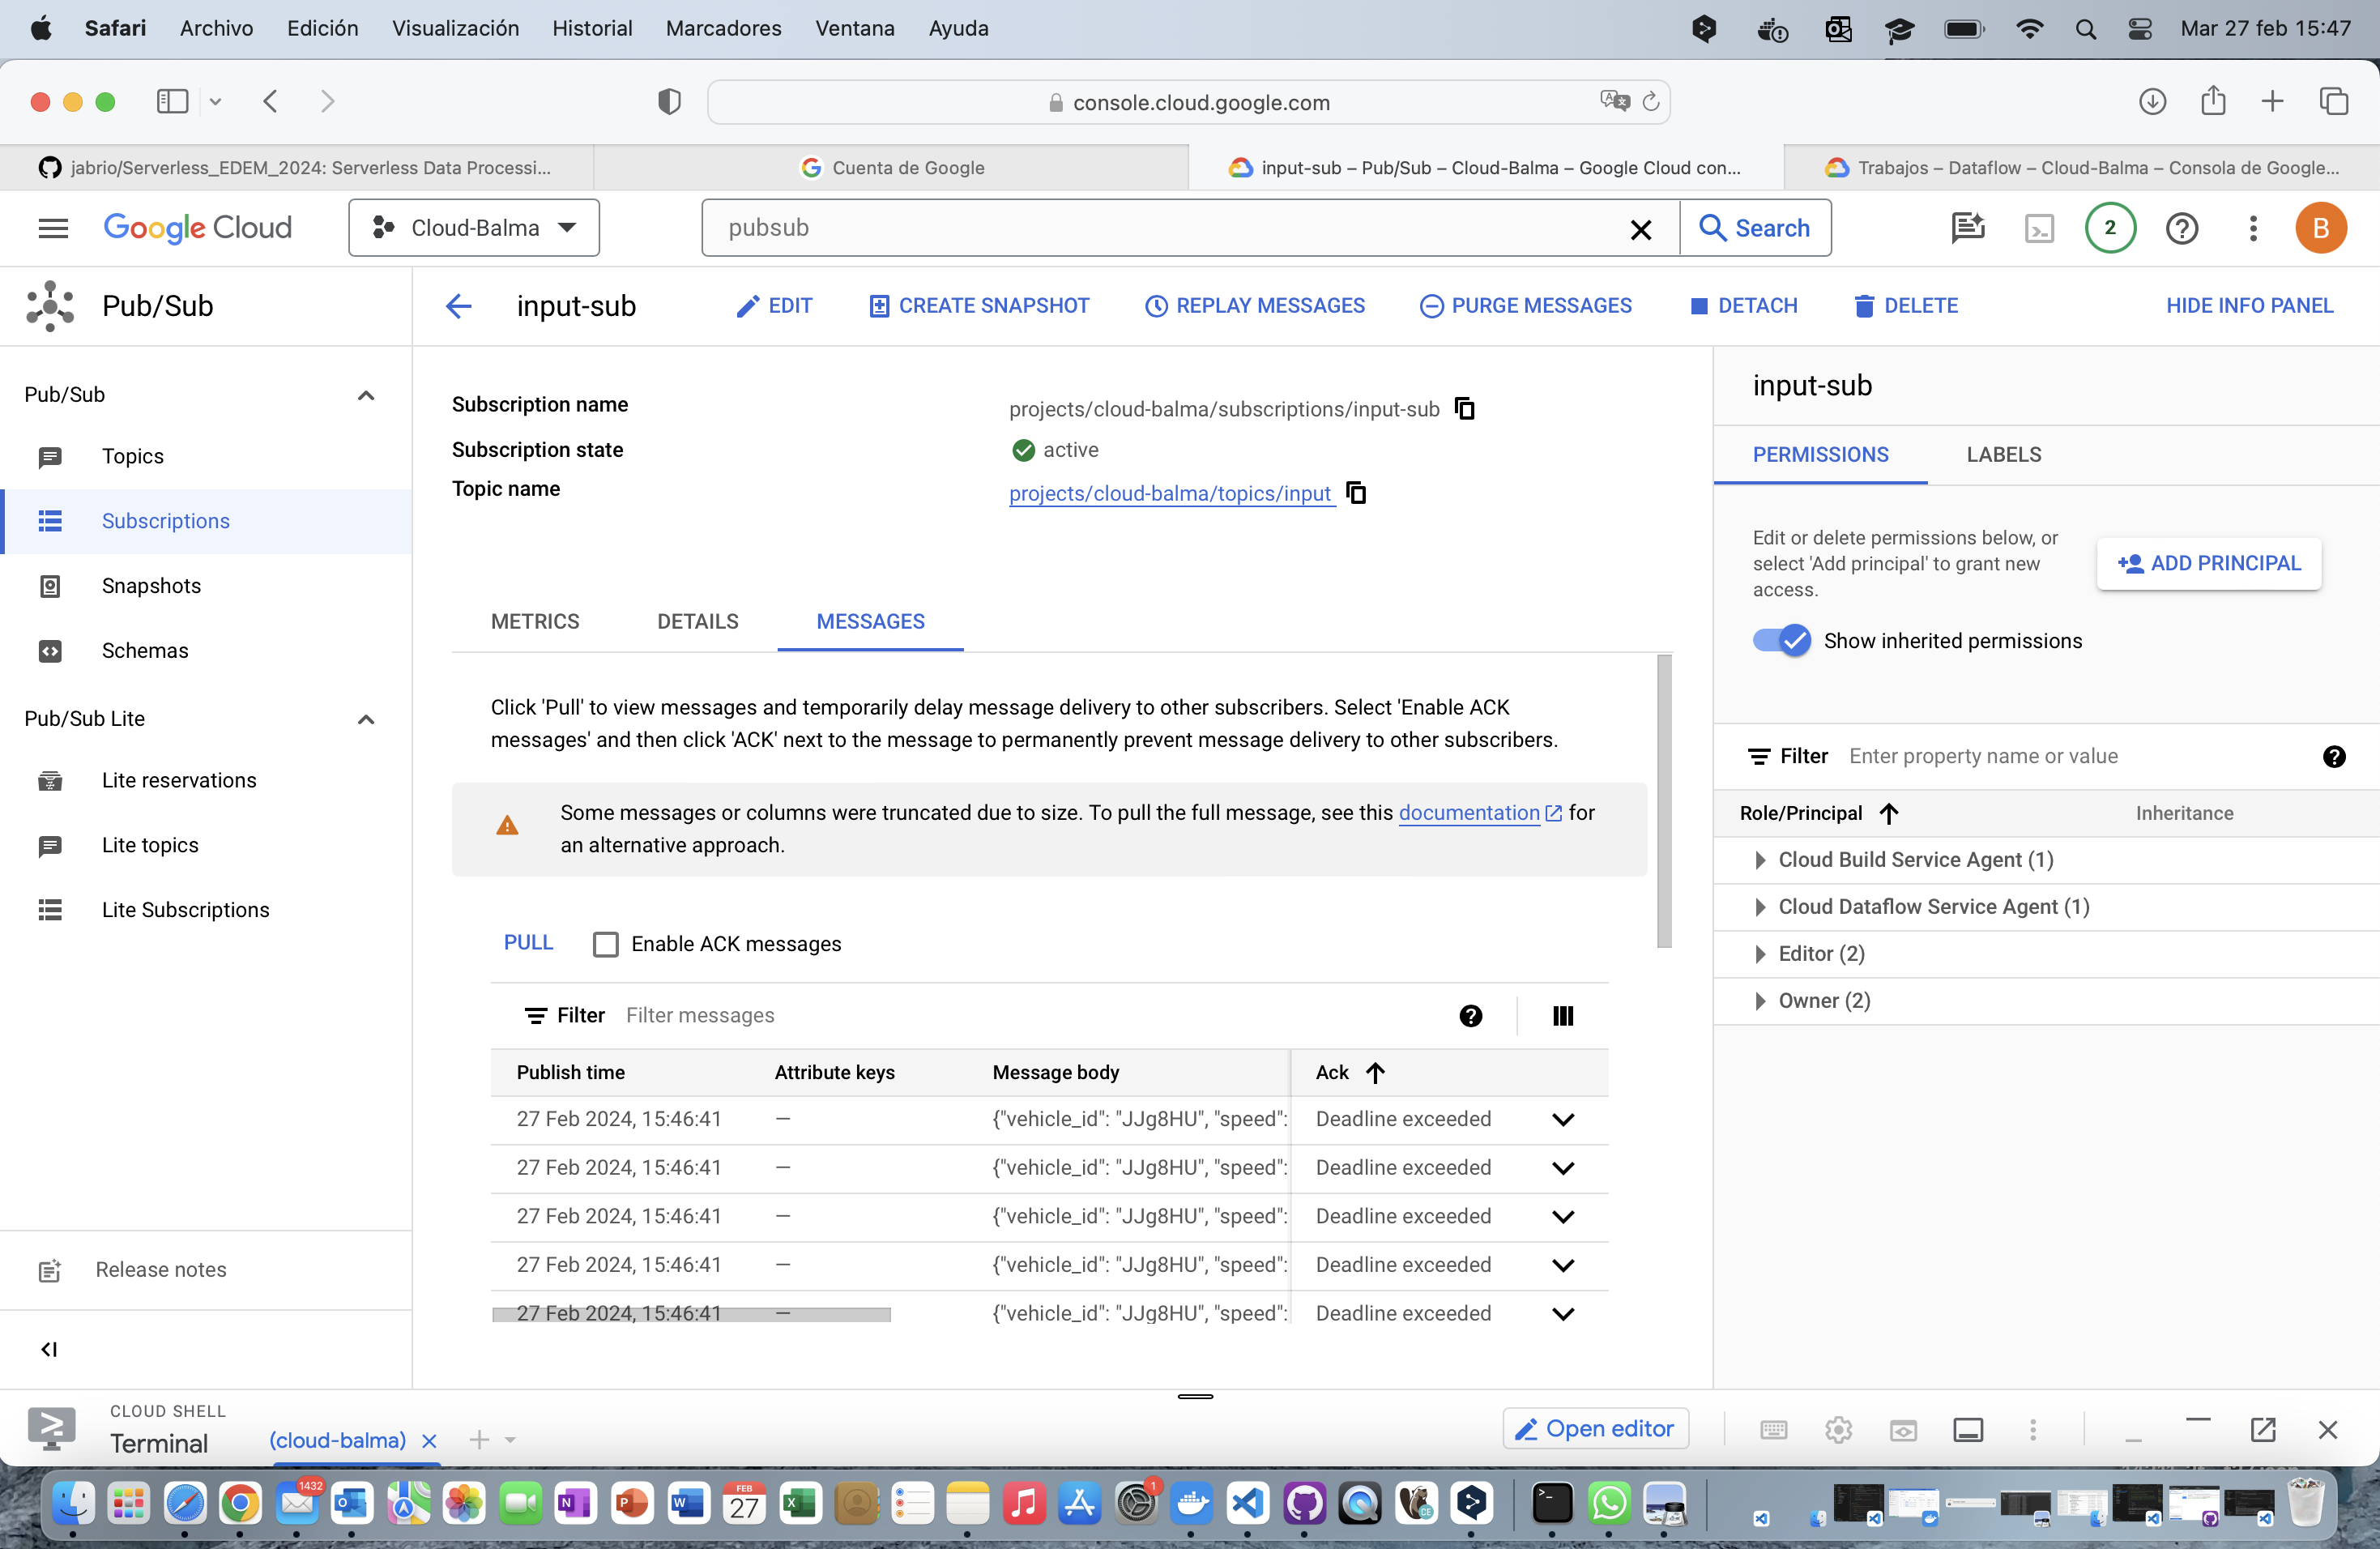 Safari Archivo Edición Visualización Historial Marcadores Ventana Ayuda Mar 27 feb 15:47
console.cloud.google.com
jabrio/Serverless_EDEM_2024: Serverless Data Processi...
Cuenta de Google
input-sub – Pub/Sub – Cloud-Balma – Google Cloud con...
Trabajos – Dataflow – Cloud-Balma – Consola de Google...
Google Cloud
Cloud-Balma
pubsub
Search
2
B
Pub/Sub
input-sub
EDIT
CREATE SNAPSHOT
REPLAY MESSAGES
PURGE MESSAGES
DETACH
DELETE
HIDE INFO PANEL
Pub/Sub
Topics
Subscriptions
Snapshots
Schemas
Pub/Sub Lite
Lite reservations
Lite topics
Lite Subscriptions
Release notes
Subscription name projects/cloud-balma/subscriptions/input-sub
Subscription state active
Topic name projects/cloud-balma/topics/input
METRICS DETAILS MESSAGES
Click 'Pull' to view messages and temporarily delay message delivery to other subscribers. Select 'Enable ACK
messages' and then click 'ACK' next to the message to permanently prevent message delivery to other subscribers.
Some messages or columns were truncated due to size. To pull the full message, see this documentation for
an alternative approach.
PULL Enable ACK messages
Filter Filter messages
Publish time Attribute keys Message body Ack
27 Feb 2024, 15:46:41 — {"vehicle_id": "JJg8HU", "speed": Deadline exceeded
27 Feb 2024, 15:46:41 — {"vehicle_id": "JJg8HU", "speed": Deadline exceeded
27 Feb 2024, 15:46:41 — {"vehicle_id": "JJg8HU", "speed": Deadline exceeded
27 Feb 2024, 15:46:41 — {"vehicle_id": "JJg8HU", "speed": Deadline exceeded
27 Feb 2024, 15:46:41 — {"vehicle_id": "JJg8HU", "speed": Deadline exceeded
input-sub
PERMISSIONS LABELS
Edit or delete permissions below, or
select 'Add principal' to grant new
access.
ADD PRINCIPAL
Show inherited permissions
Filter Enter property name or value
Role/Principal Inheritance
Cloud Build Service Agent (1)
Cloud Dataflow Service Agent (1)
Editor (2)
Owner (2)
CLOUD SHELL
Terminal
(cloud-balma)
Open editor
1432
FEB
27
1